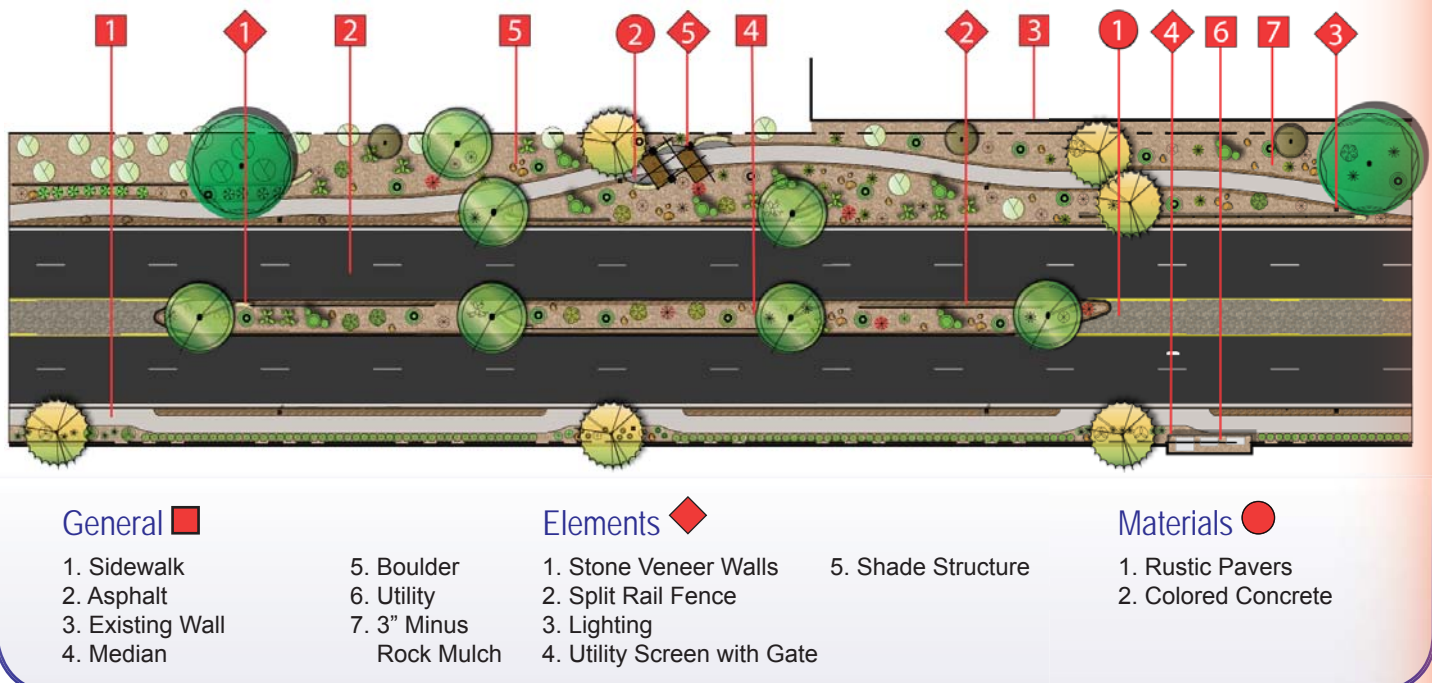 1 1 2 5 2 5 4 2 3 1 4 6 7 3
General
1. Sidewalk
2. Asphalt
3. Existing Wall
4. Median
5. Boulder
6. Utility
7. 3” Minus
Rock Mulch
Elements
1. Stone Veneer Walls
2. Split Rail Fence
3. Lighting
4. Utility Screen with Gate
5. Shade Structure
Materials
1. Rustic Pavers
2. Colored Concrete